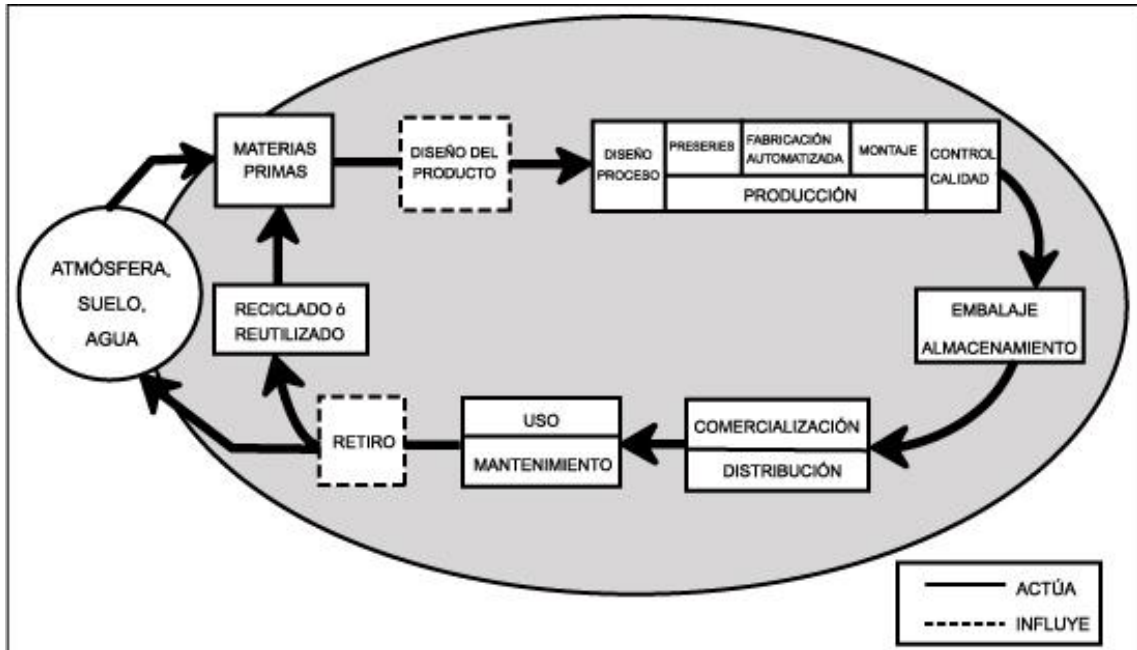 MATERIAS
PRIMAS
DISEÑO DEL
PRODUCTO
DISEÑO
PROCEBO
PRESERIES
FABRICACIÓN
AUTOMATIZADA
MONTAJE
PRODUCCIÓN
CONTROL
CALIDAD
ATMÓSFERA,
SUELO,
AGUA
RECICLADO ó
REUTILIZADO
EMBALAJE
ALMACENAMIENTO
COMERCIALIZACIÓN
DISTRIBUCIÓN
USO
MANTENIMIENTO
RETIRO
ACTÚA
INFLUYE